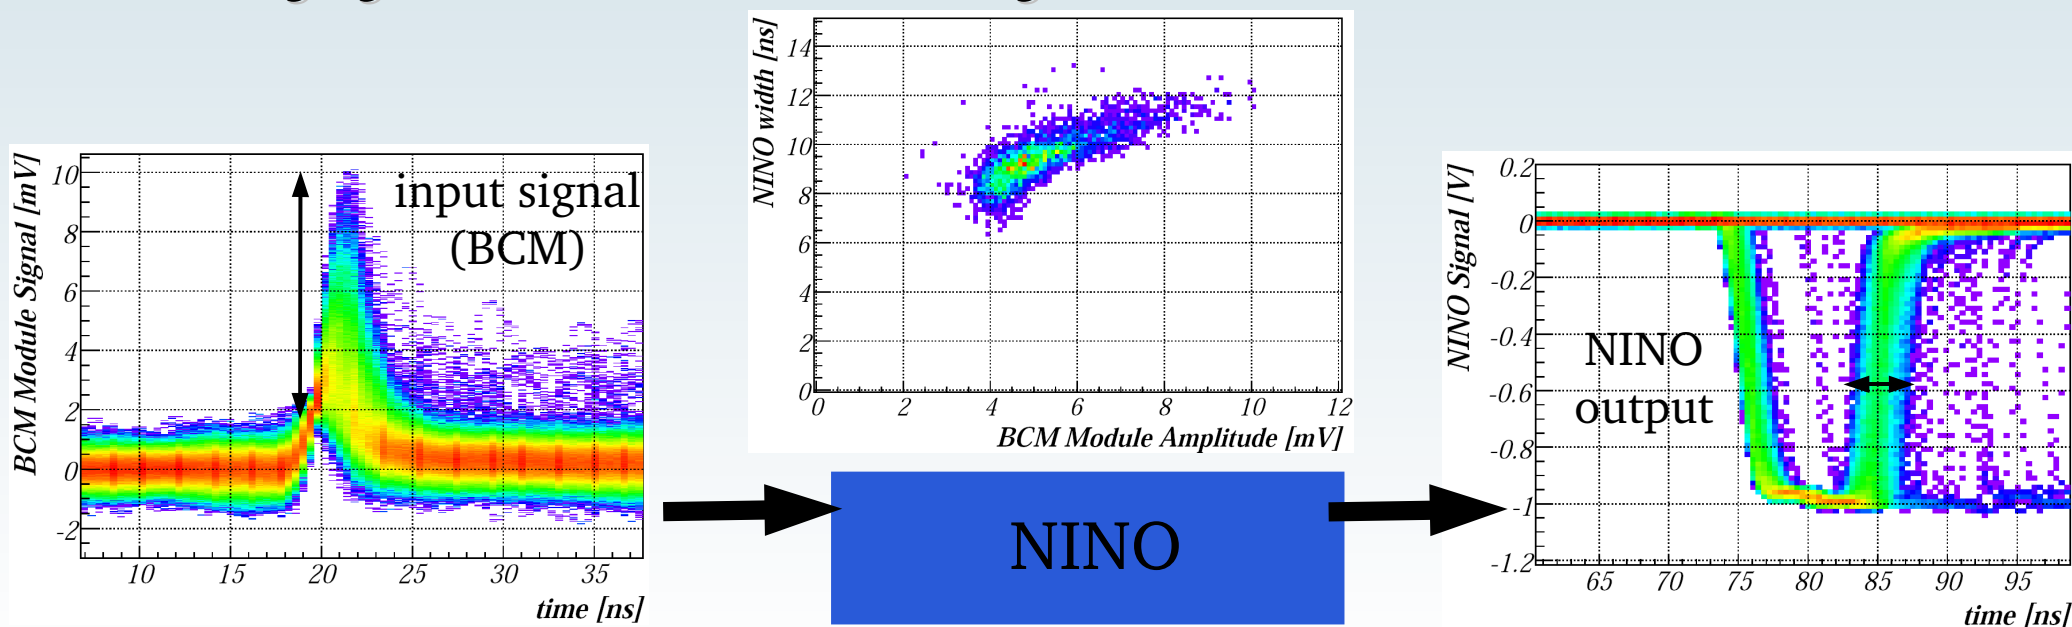 BCM Module Signal [mV]
10
8
6
4
2
0
-2
input signal
(BCM)
10 15 20 25 30 35
time [ns]
NINO width [ns]
14
12
10
8
6
4
2
0
0 2 4 6 8 10 12
BCM Module Amplitude [mV]
NINO
NINO Signal [V]
0.2
0
-0.2
-0.4
-0.6
-0.8
-1
-1.2
NINO
output
65 70 75 80 85 90 95
time [ns]